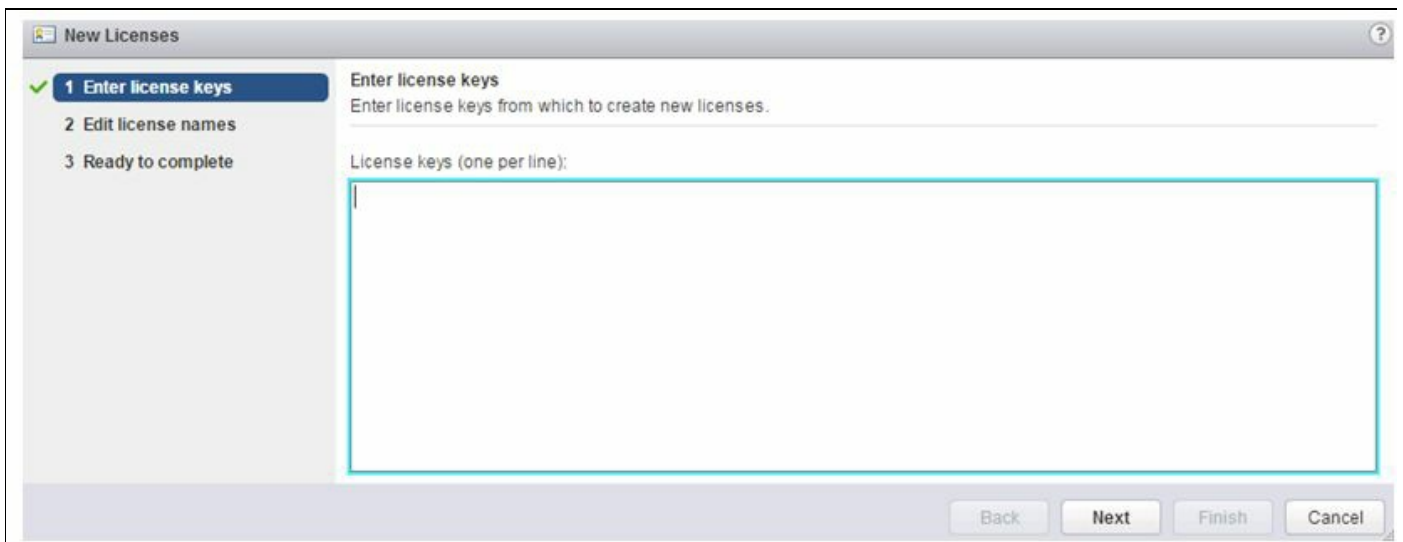 New Licenses
?
1 Enter license keys
2 Edit license names
3 Ready to complete
Enter license keys
Enter license keys from which to create new licenses.
License keys (one per line):
Back Next Finish Cancel